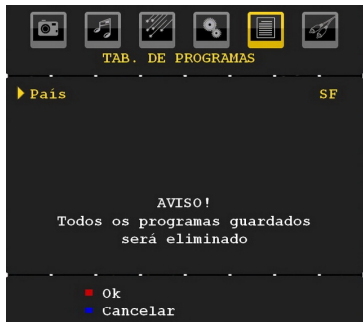 TAB. DE PROGRAMAS
País SF
AVISO!
Todos os programas guardados
será eliminado
Ok
Cancelar